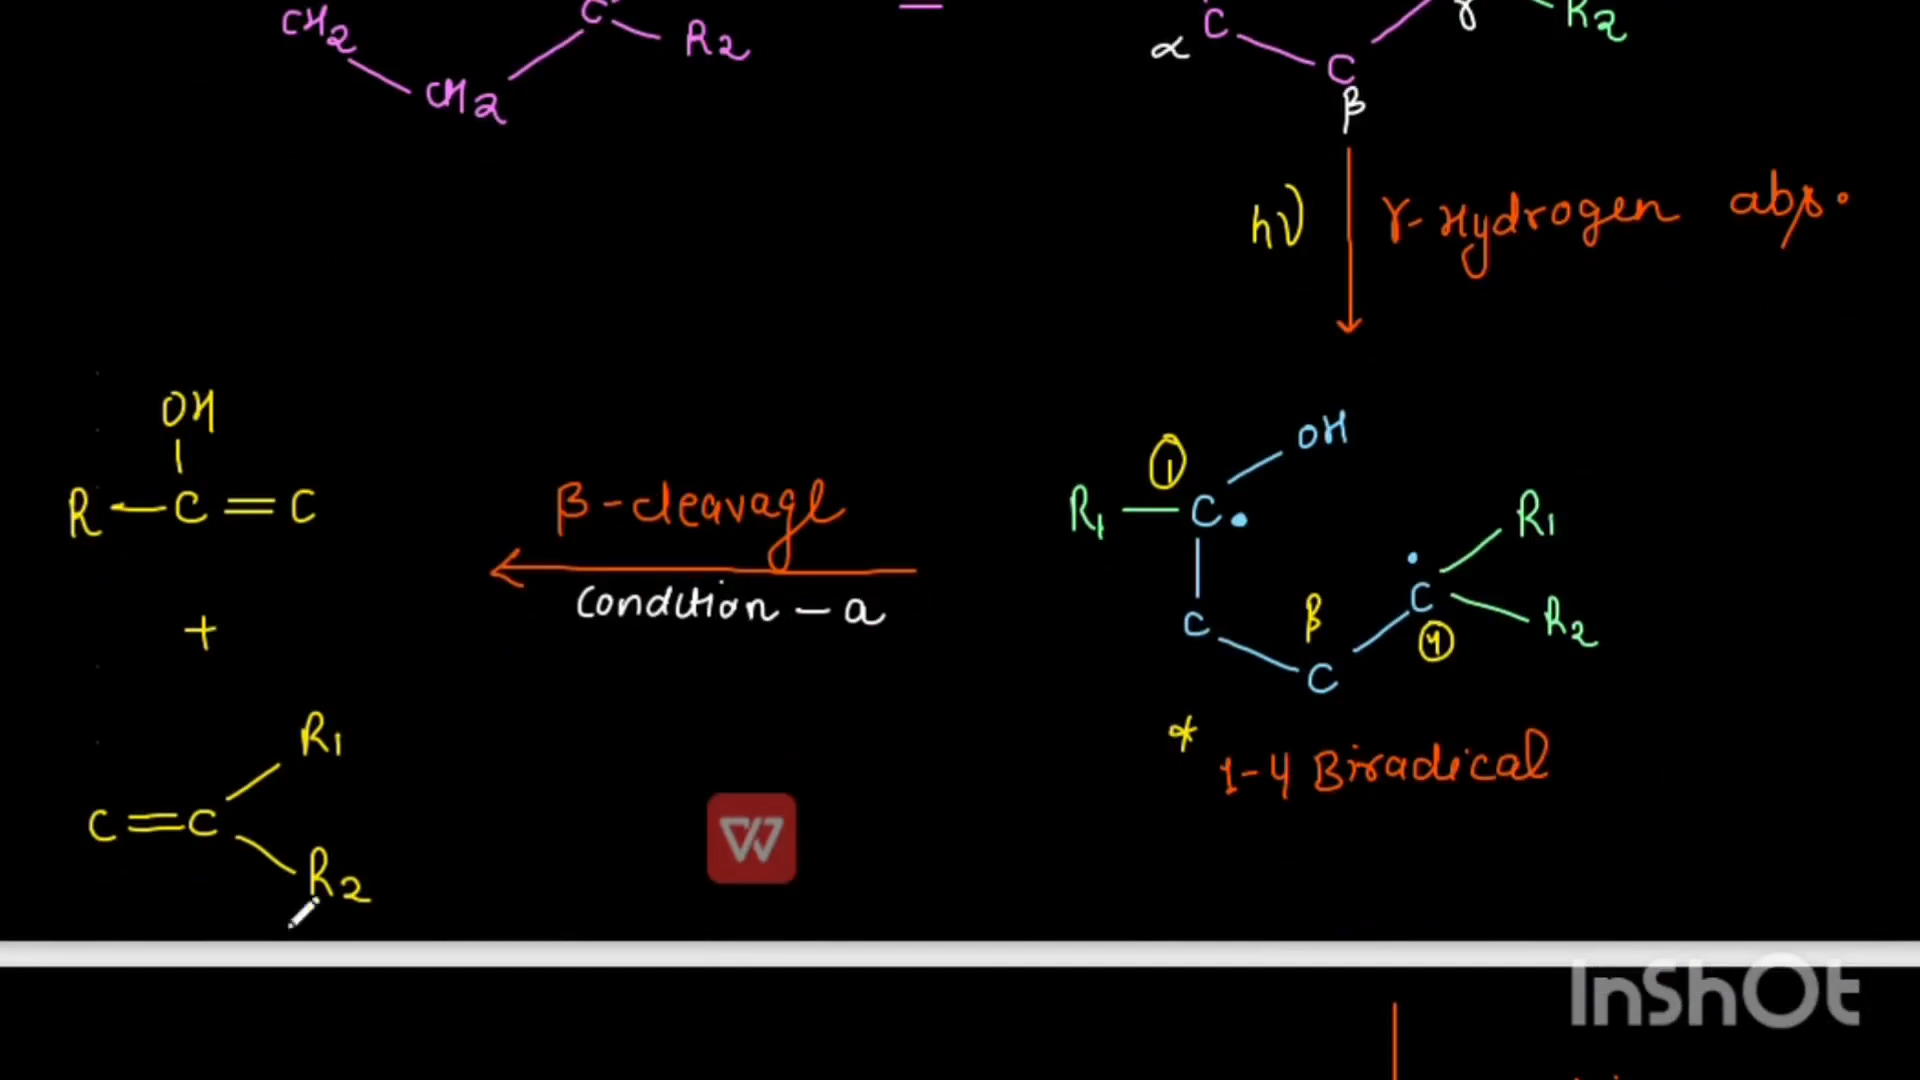 CH2
CH2
C
R2
C
α
C
β
γ
R2
hν
γ-Hydrogen abs.
OH
R-C=C
+
C=C
R1
R2
β-cleavage
Condition - a
①
OH
R1-C•
C
C
β
•
C
④
R1
R2
* 1-4 Biradical
W
InShOt